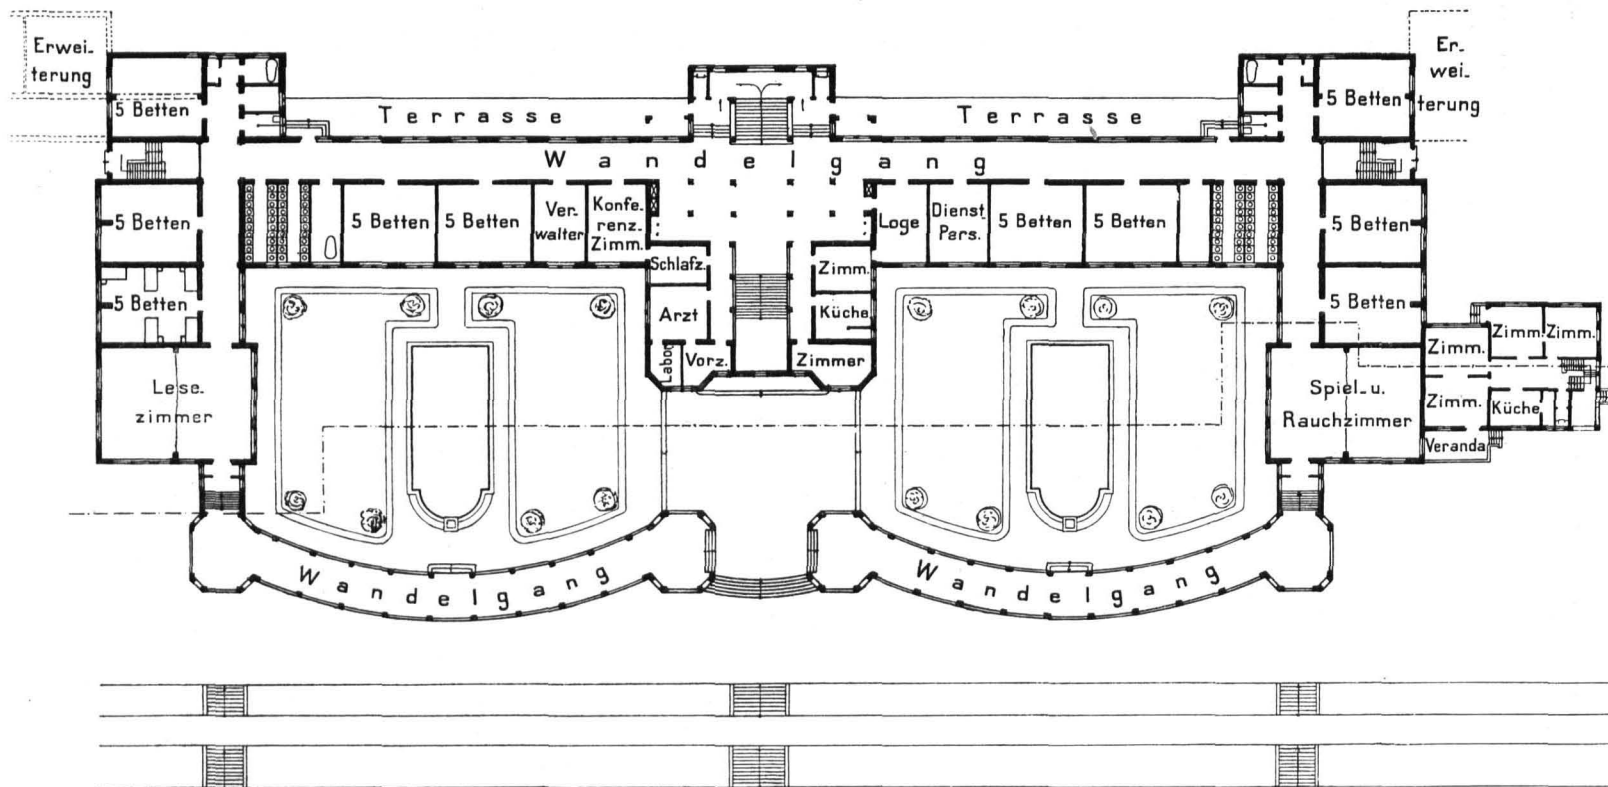 Erwei-
terung
5 Betten
Terrasse
Terrasse
5 Betten
Er-
wei-
terung
Wandelgang
5 Betten
5 Betten
5 Betten
Ver-
walter
Konfe-
renz-
Zimm.
Loge
Dienst-
Pers.
5 Betten
5 Betten
5 Betten
5 Betten
Schlafz.
Arzt
Labor
Vorz.
Zimm.
Küche
Zimmer
5 Betten
Lese-
zimmer
Spiel-u.
Rauchzimmer
Zimm.
Zimm.
Zimm.
Zimm.
Küche
Veranda
Wandelgang
Wandelgang